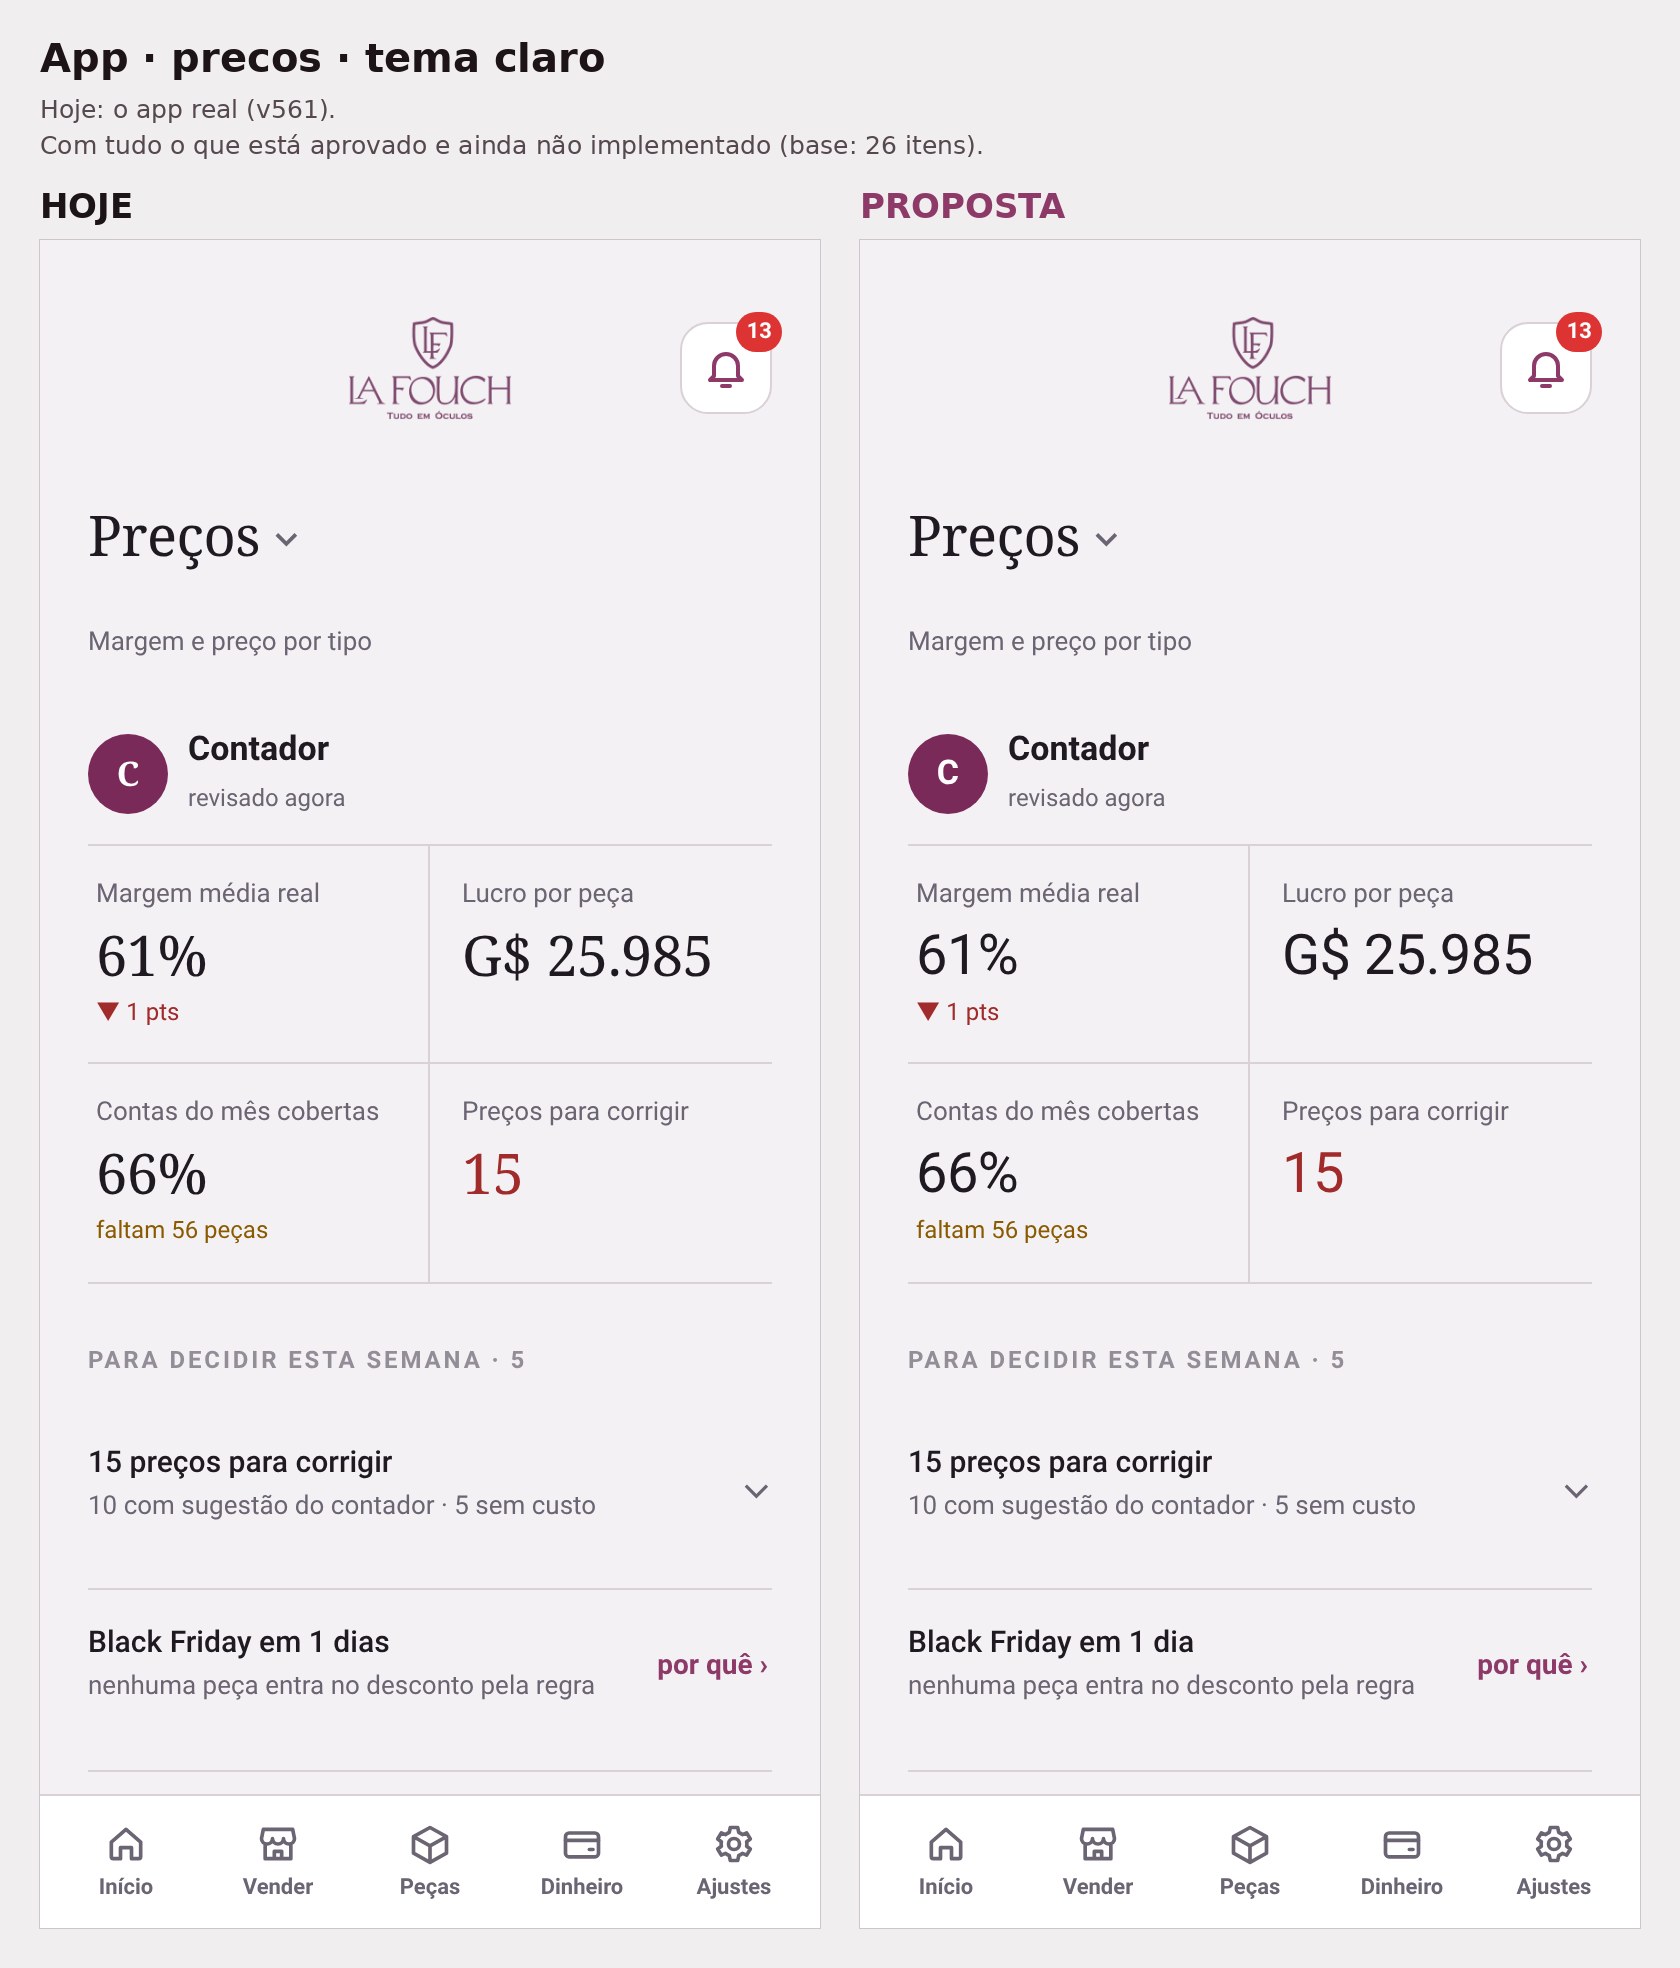 App · precos · tema claro
Hoje: o app real (v561).
Com tudo o que está aprovado e ainda não implementado (base: 26 itens).
HOJE
LF
LA FOUCH
TUDO EM ÓCULOS
13
Preços
Margem e preço por tipo
C
Contador
revisado agora
Margem média real
61%
▼ 1 pts
Lucro por peça
G$ 25.985
Contas do mês cobertas
66%
faltam 56 peças
Preços para corrigir
15
PARA DECIDIR ESTA SEMANA · 5
15 preços para corrigir
10 com sugestão do contador · 5 sem custo
Black Friday em 1 dias
nenhuma peça entra no desconto pela regra
por quê ›
Início
Vender
Peças
Dinheiro
Ajustes
PROPOSTA
LF
LA FOUCH
TUDO EM ÓCULOS
13
Preços
Margem e preço por tipo
C
Contador
revisado agora
Margem média real
61%
▼ 1 pts
Lucro por peça
G$ 25.985
Contas do mês cobertas
66%
faltam 56 peças
Preços para corrigir
15
PARA DECIDIR ESTA SEMANA · 5
15 preços para corrigir
10 com sugestão do contador · 5 sem custo
Black Friday em 1 dia
nenhuma peça entra no desconto pela regra
por quê ›
Início
Vender
Peças
Dinheiro
Ajustes